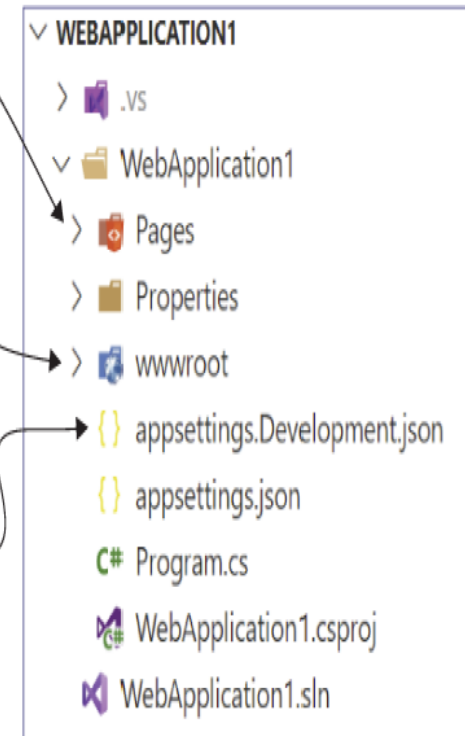 WEBAPPLICATION1
.vs
WebApplication1
Pages
Properties
wwwroot
{} appsettings.Development.json
{} appsettings.json
C# Program.cs
WebApplication1.csproj
WebApplication1.sln